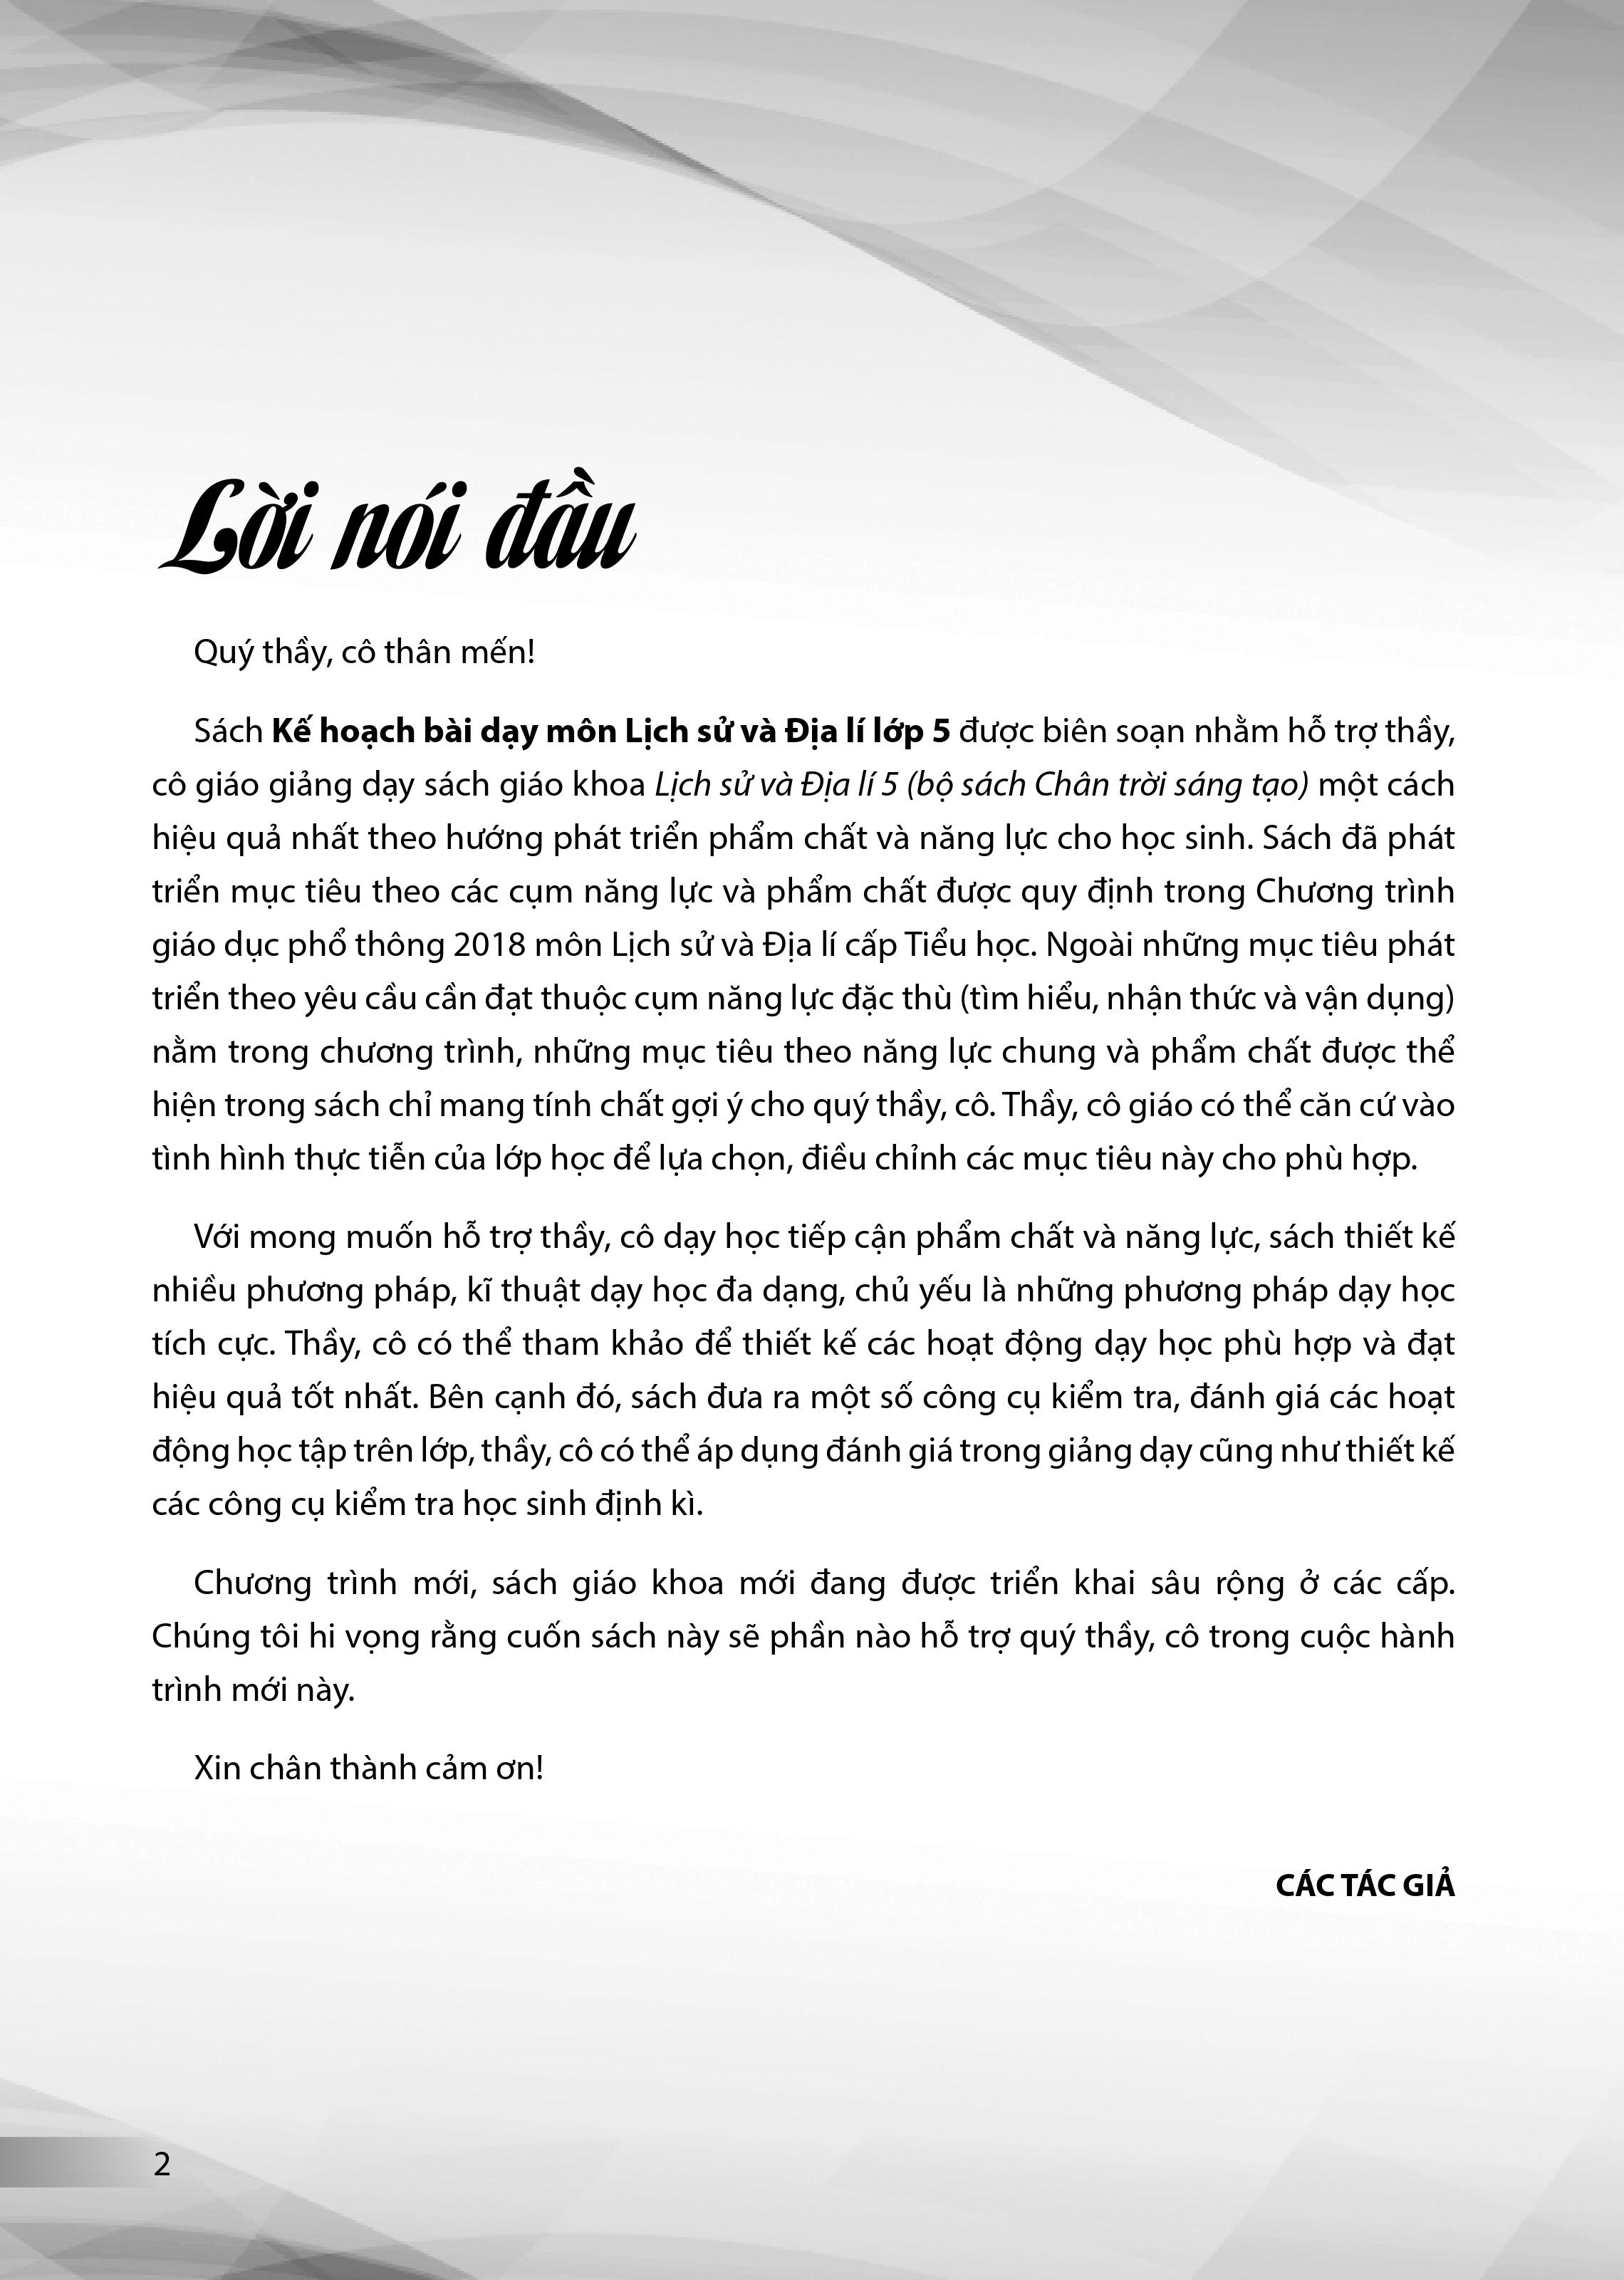 Lời nói đầu
Quý thầy, cô thân mến!
Sách Kế hoạch bài dạy môn Lịch sử và Địa lí lớp 5 được biên soạn nhằm hỗ trợ thầy,
cô giáo giảng dạy sách giáo khoa Lịch sử và Địa lí 5 (bộ sách Chân trời sáng tạo) một cách
hiệu quả nhất theo hướng phát triển phẩm chất và năng lực cho học sinh. Sách đã phát
triển mục tiêu theo các cụm năng lực và phẩm chất được quy định trong Chương trình
giáo dục phổ thông 2018 môn Lịch sử và Địa lí cấp Tiểu học. Ngoài những mục tiêu phát
triển theo yêu cầu cần đạt thuộc cụm năng lực đặc thù (tìm hiểu, nhận thức và vận dụng)
nằm trong chương trình, những mục tiêu theo năng lực chung và phẩm chất được thể
hiện trong sách chỉ mang tính chất gợi ý cho quý thầy, cô. Thầy, cô giáo có thể căn cứ vào
tình hình thực tiễn của lớp học để lựa chọn, điều chỉnh các mục tiêu này cho phù hợp.
Với mong muốn hỗ trợ thầy, cô dạy học tiếp cận phẩm chất và năng lực, sách thiết kế
nhiều phương pháp, kĩ thuật dạy học đa dạng, chủ yếu là những phương pháp dạy học
tích cực. Thầy, cô có thể tham khảo để thiết kế các hoạt động dạy học phù hợp và đạt
hiệu quả tốt nhất. Bên cạnh đó, sách đưa ra một số công cụ kiểm tra, đánh giá các hoạt
động học tập trên lớp, thầy, cô có thể áp dụng đánh giá trong giảng dạy cũng như thiết kế
các công cụ kiểm tra học sinh định kì.
Chương trình mới, sách giáo khoa mới đang được triển khai sâu rộng ở các cấp.
Chúng tôi hi vọng rằng cuốn sách này sẽ phần nào hỗ trợ quý thầy, cô trong cuộc hành
trình mới này.
Xin chân thành cảm ơn!
CÁC TÁC GIẢ
2